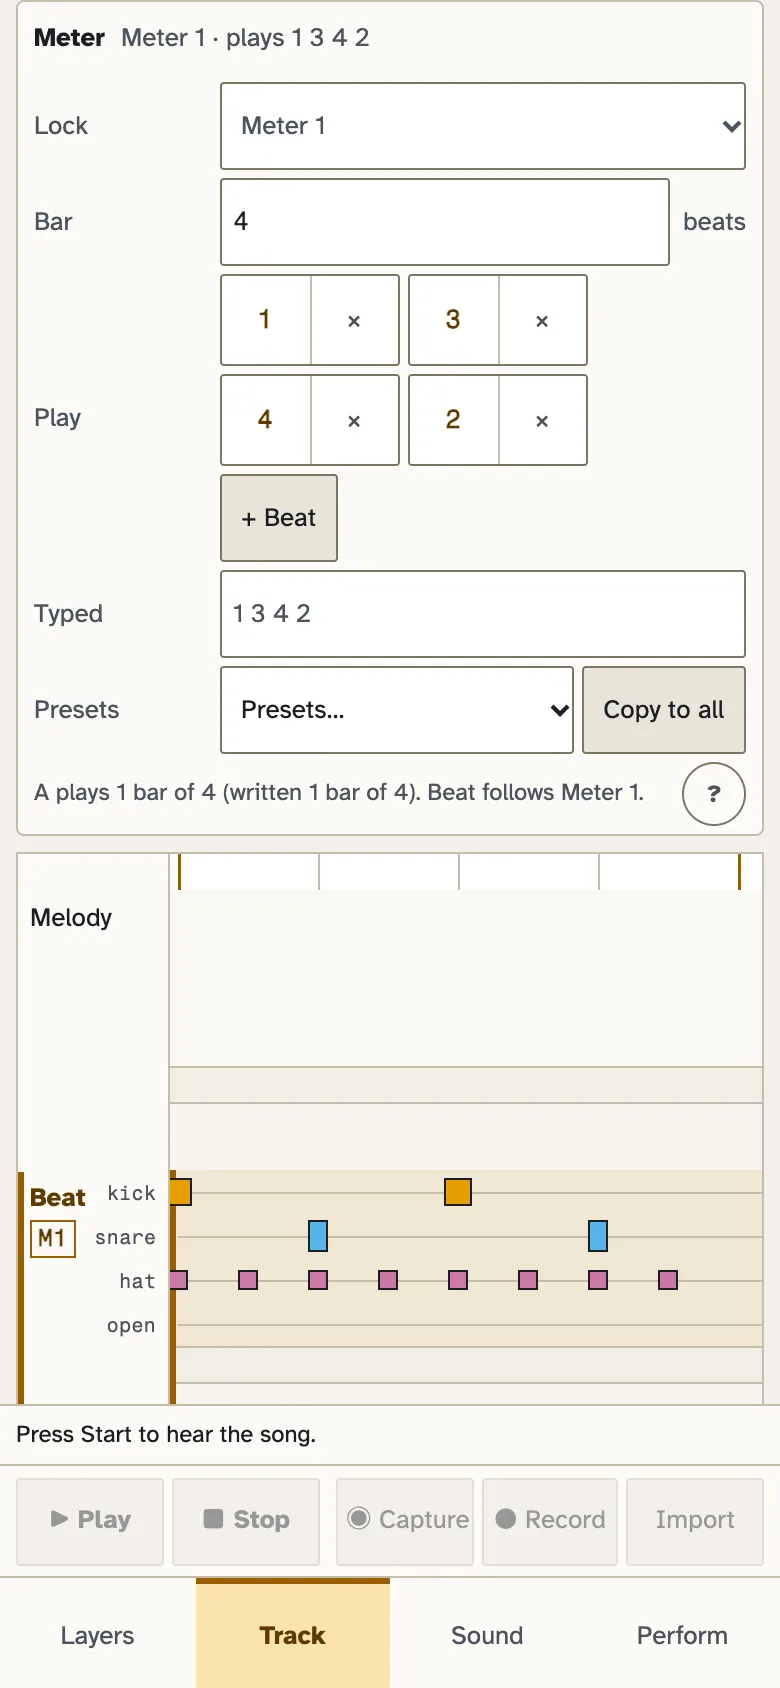 Meter Meter 1 · plays 1 3 4 2
Lock Meter 1
Bar 4 beats
1 × 3 ×
Play 4 × 2 ×
+ Beat
Typed 1 3 4 2
Presets Presets... Copy to all
A plays 1 bar of 4 (written 1 bar of 4). Beat follows Meter 1. ?
Melody
Beat kick
M1 snare
hat
open
Press Start to hear the song.
Play Stop Capture Record Import
Layers Track Sound Perform